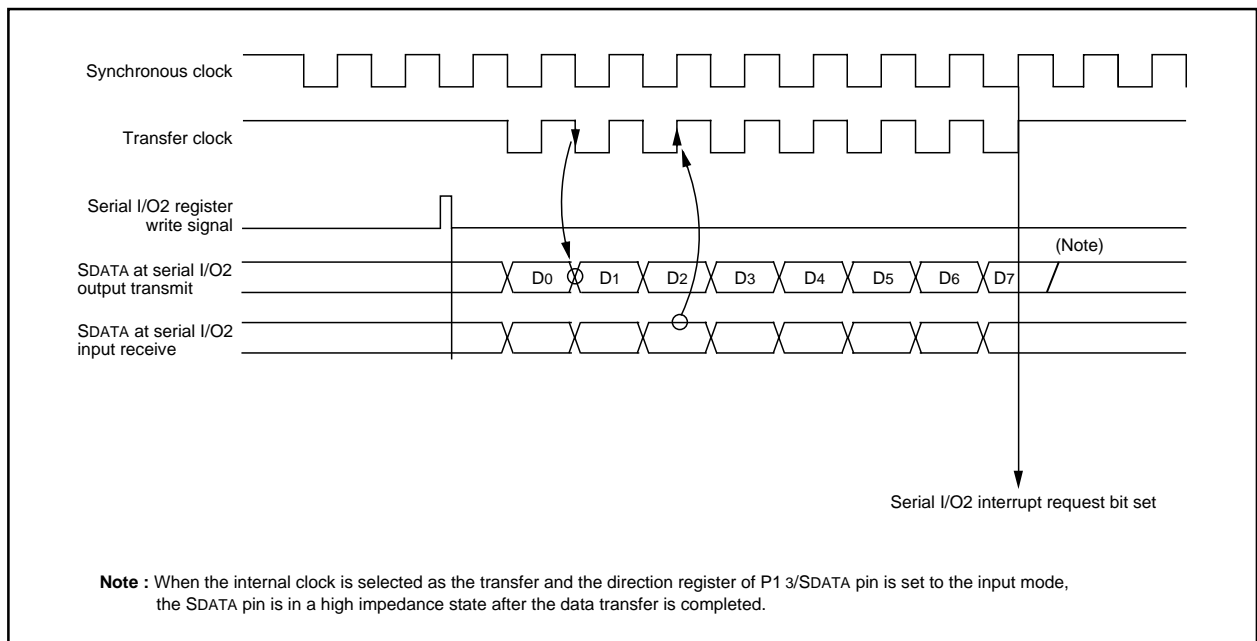 Synchronous clock
Transfer clock
Serial I/O2 register
write signal
(Note)
SDATA at serial I/O2
output transmit
D0 D1 D2 D3 D4 D5 D6 D7
SDATA at serial I/O2
input receive
Serial I/O2 interrupt request bit set
Note : When the internal clock is selected as the transfer and the direction register of P1 3/SDATA pin is set to the input mode,
the SDATA pin is in a high impedance state after the data transfer is completed.